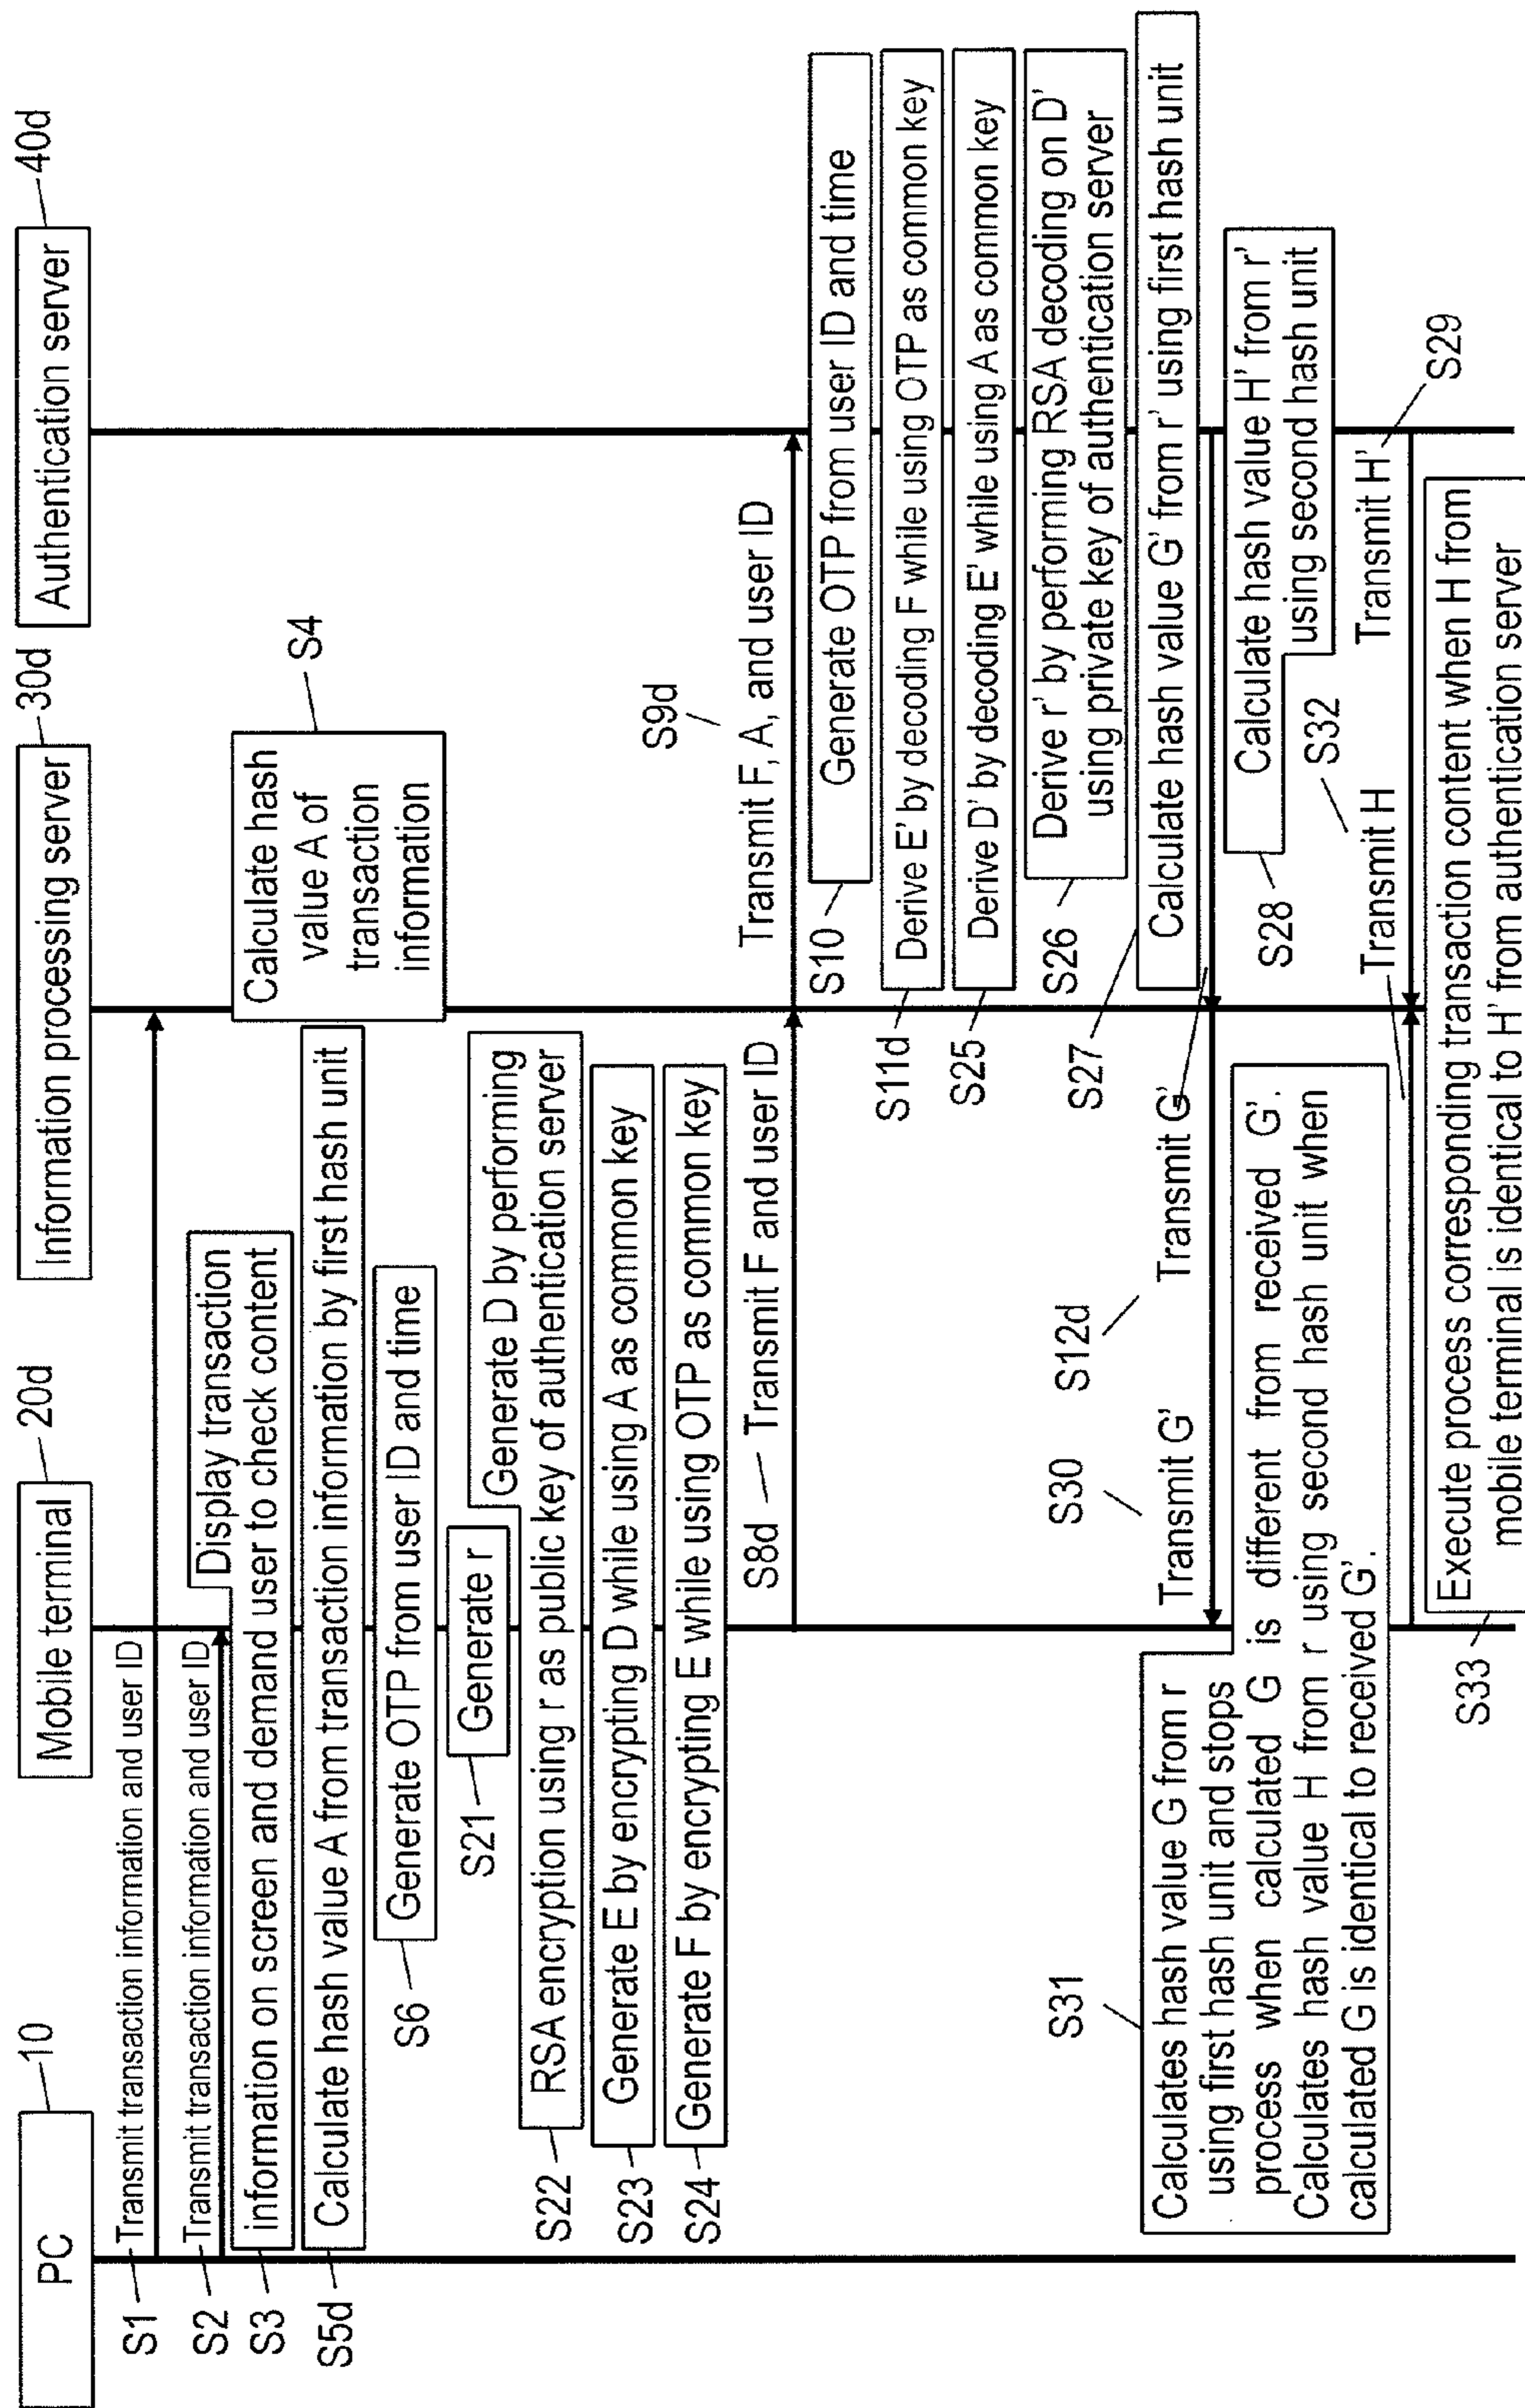 PC
10
Mobile terminal
20d
Information processing server
30d
Authentication server
40d
S1
Transmit transaction information and user ID
S2
Transmit transaction information and user ID
S3
Display transaction
information on screen and demand user to check content
Calculate hash
value A of
transaction
information
S4
S5d
Calculate hash value A from transaction information by first hash unit
S6
Generate OTP from user ID and time
S21
Generate r
S22
Generate D by performing
RSA encryption using r as public key of authentication server
S23
Generate E by encrypting D while using A as common key
S24
Generate F by encrypting E while using OTP as common key
S8d
Transmit F and user ID
S9d
Transmit F, A, and user ID
S10
Generate OTP from user ID and time
S11d
Derive E' by decoding F while using OTP as common key
S25
Derive D' by decoding E' while using A as common key
S26
Derive r' by performing RSA decoding on D'
using private key of authentication server
S27
Calculate hash value G' from r' using first hash unit
S12d
Transmit G'
S30
Transmit G'
S28
Calculate hash value H' from r'
using second hash unit
S31
Calculates hash value G from r
using first hash unit and stops
process when calculated G is different from received G'.
Calculates hash value H from r using second hash unit when
calculated G is identical to received G'.
S32
Transmit H
Transmit H'
S29
S33
Execute process corresponding transaction content when H from
mobile terminal is identical to H' from authentication server